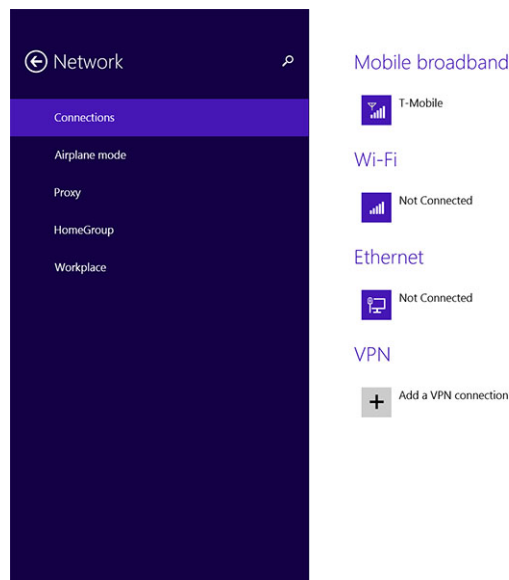 Network
Connections
Airplane mode
Proxy
HomeGroup
Workplace
Mobile broadband
T-Mobile
Wi-Fi
Not Connected
Ethernet
Not Connected
VPN
Add a VPN connection